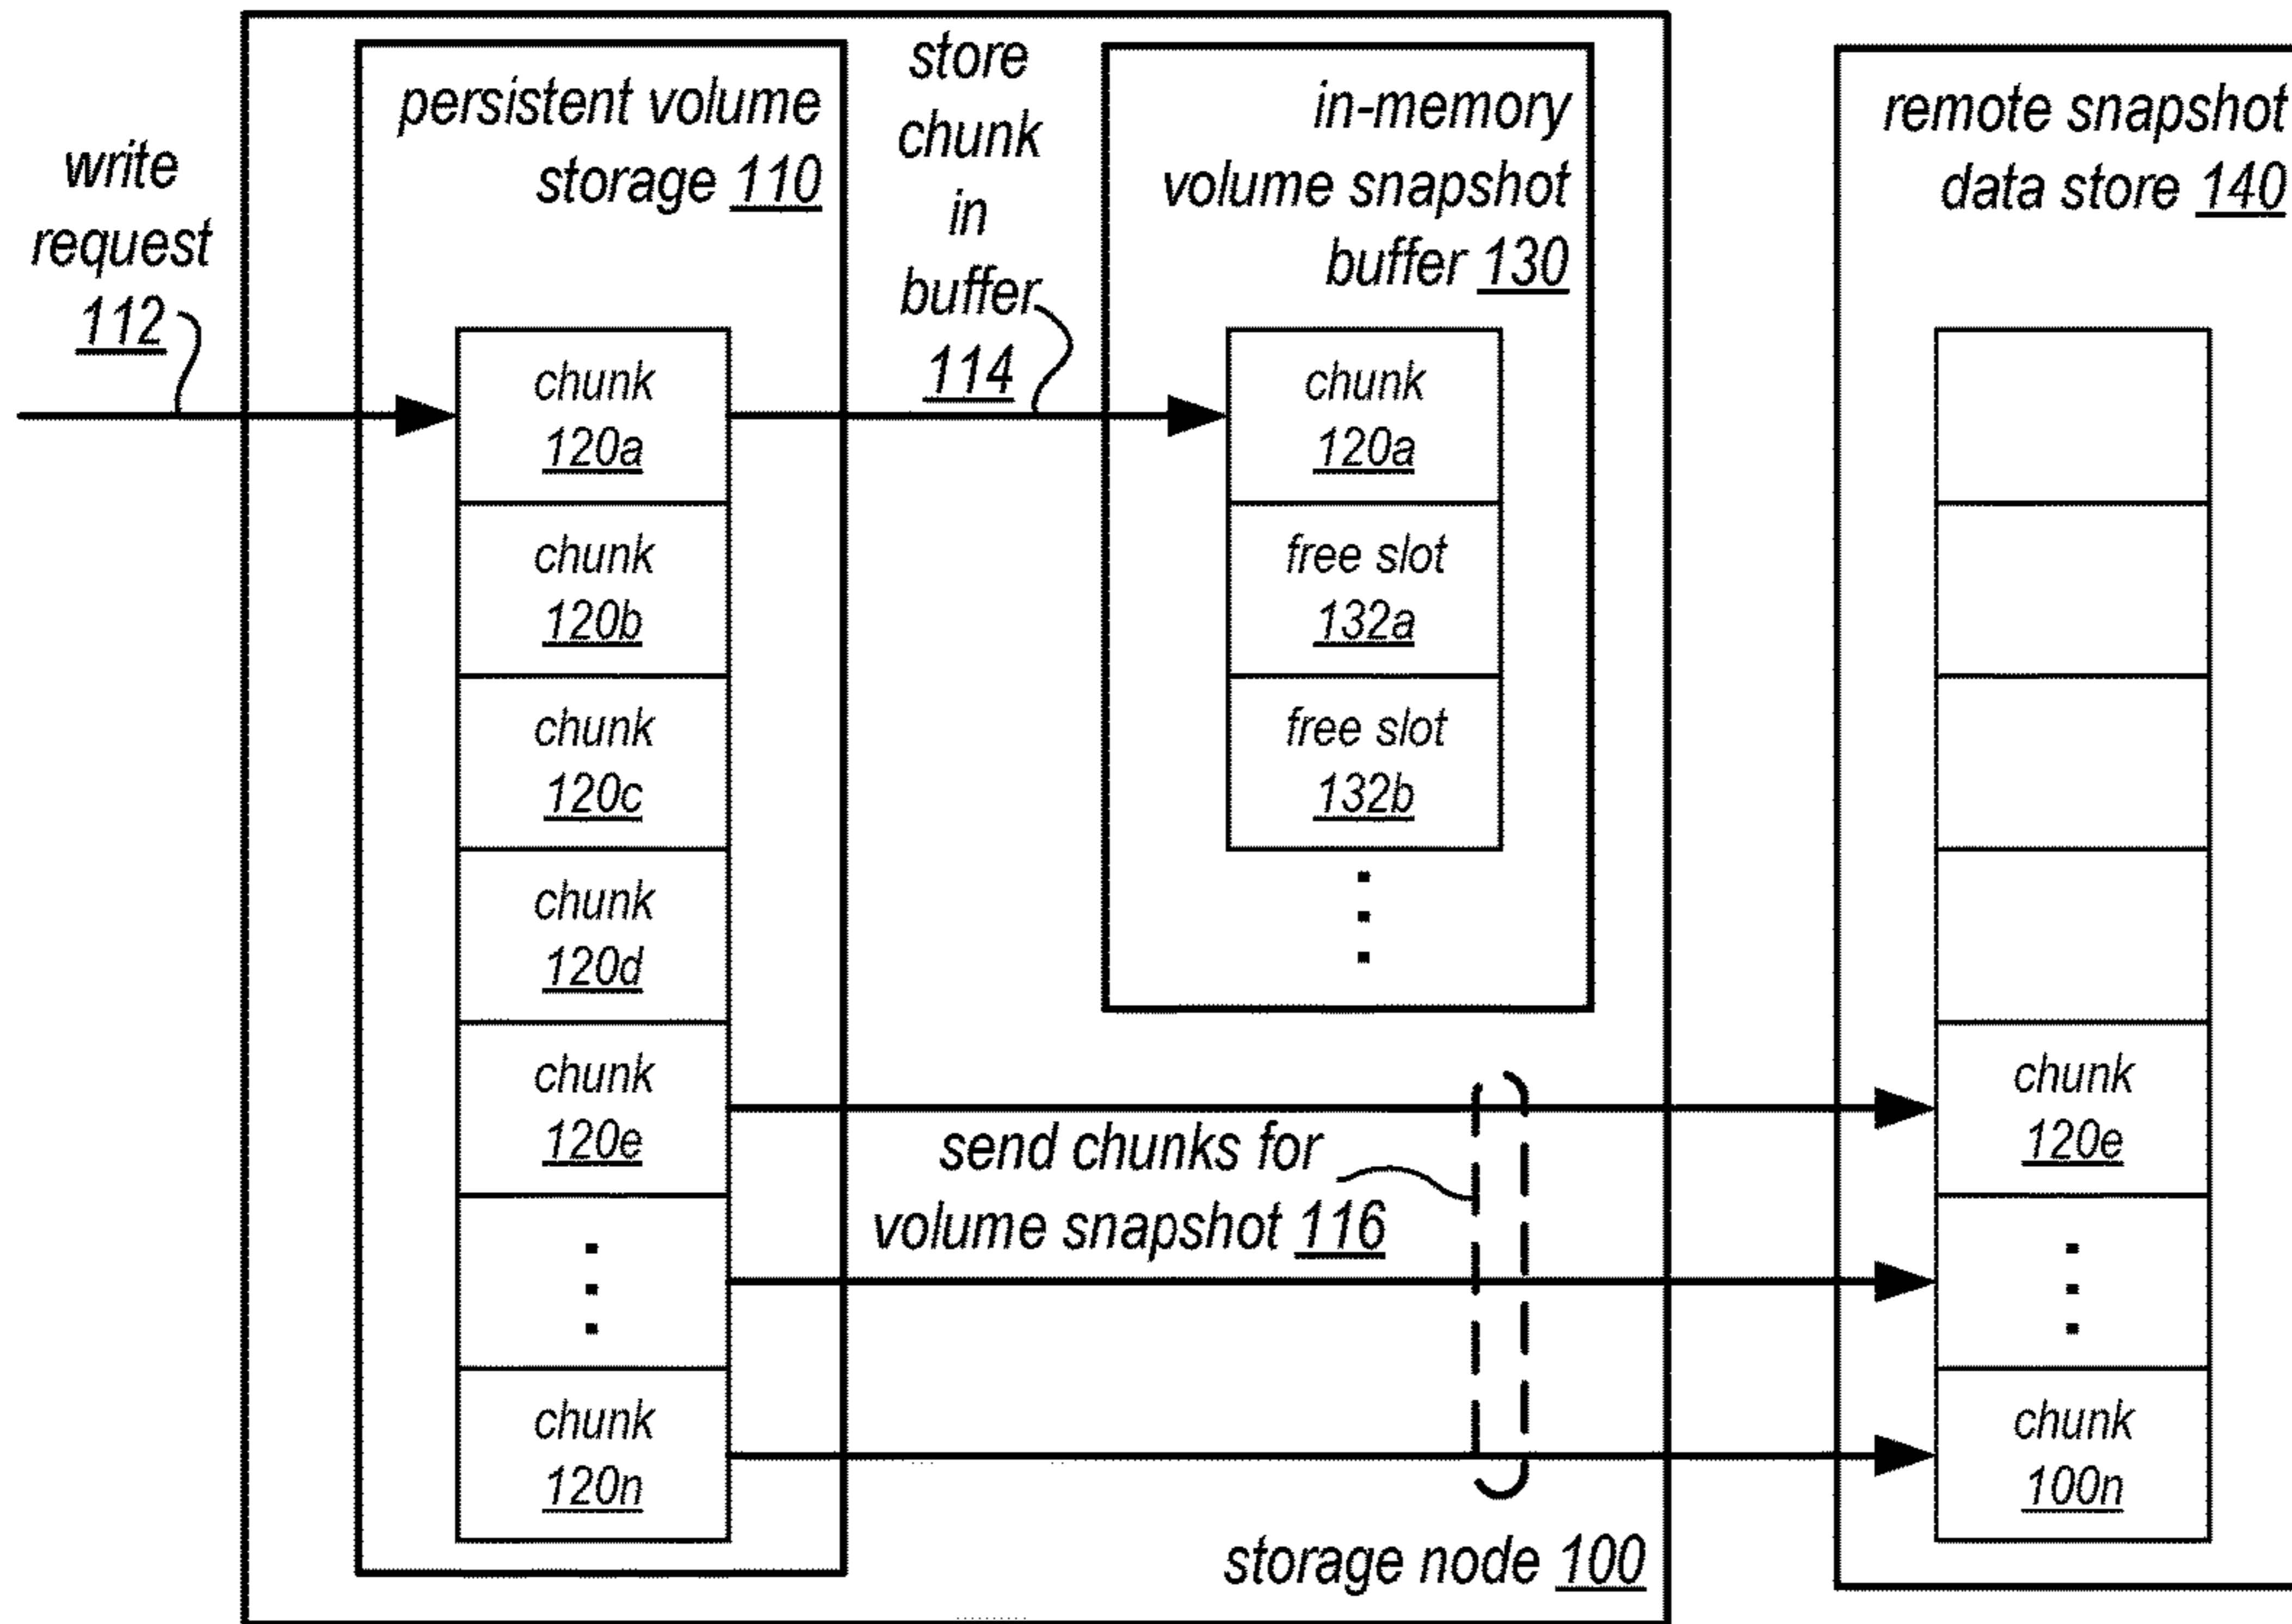 write
request
112
persistent volume
storage 110
chunk
120a
chunk
120b
chunk
120c
chunk
120d
chunk
120e
chunk
120n
store
chunk
in
buffer
114
in-memory
volume snapshot
buffer 130
chunk
120a
free slot
132a
free slot
132b
send chunks for
volume snapshot 116
storage node 100
remote snapshot
data store 140
chunk
120e
chunk
100n